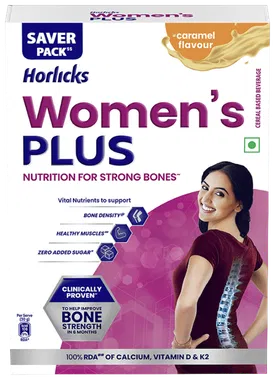 SAVER
PACK
-caramel
flavour
Horlicks
Women's
PLUS
NUTRITION FOR STRONG BONES™
CEREAL BASED BEVERAGE
Vital Nutrients to support
BONE DENSITY
HEALTHY MUSCLES
ZERO ADDED SUGAR
CLINICALLY
PROVEN
TO HELP IMPROVE
BONE
STRENGTH
IN 6 MONTHS
100% RDA OF CALCIUM, VITAMIN D & K2